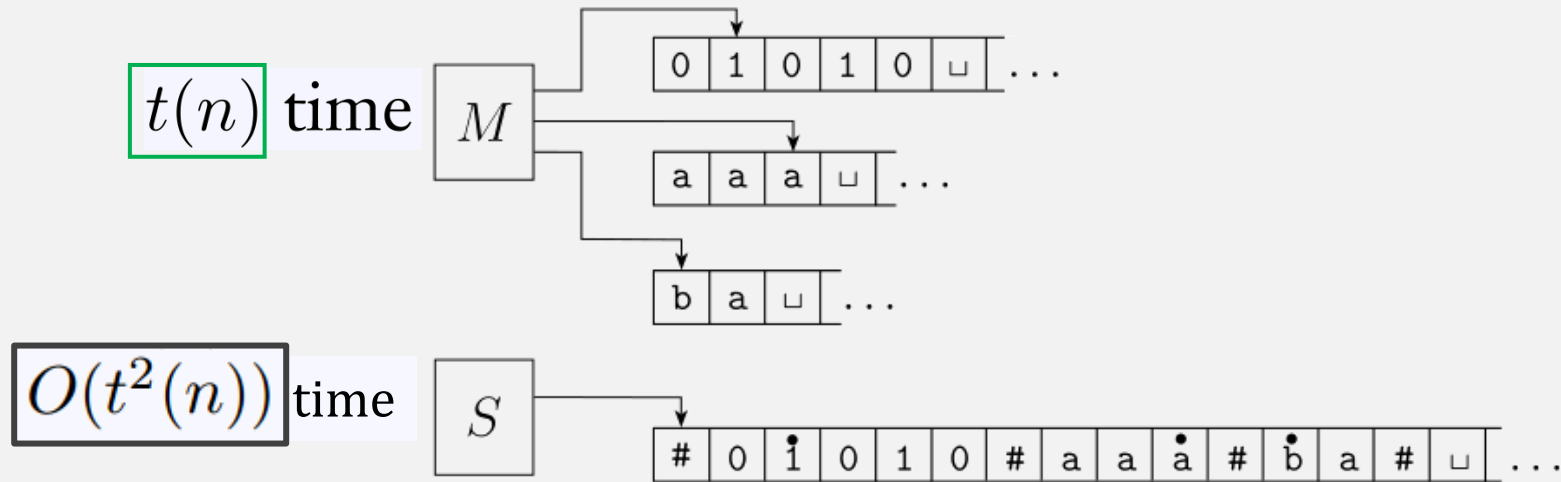 t(n) time
M
0 1 0 1 0 ␣ ...
a a a ␣ ...
b a ␣ ...
O(t²(n)) time
S
# 0 1̇ 0 1 0 # a a ȧ # ḃ a # ␣ ...